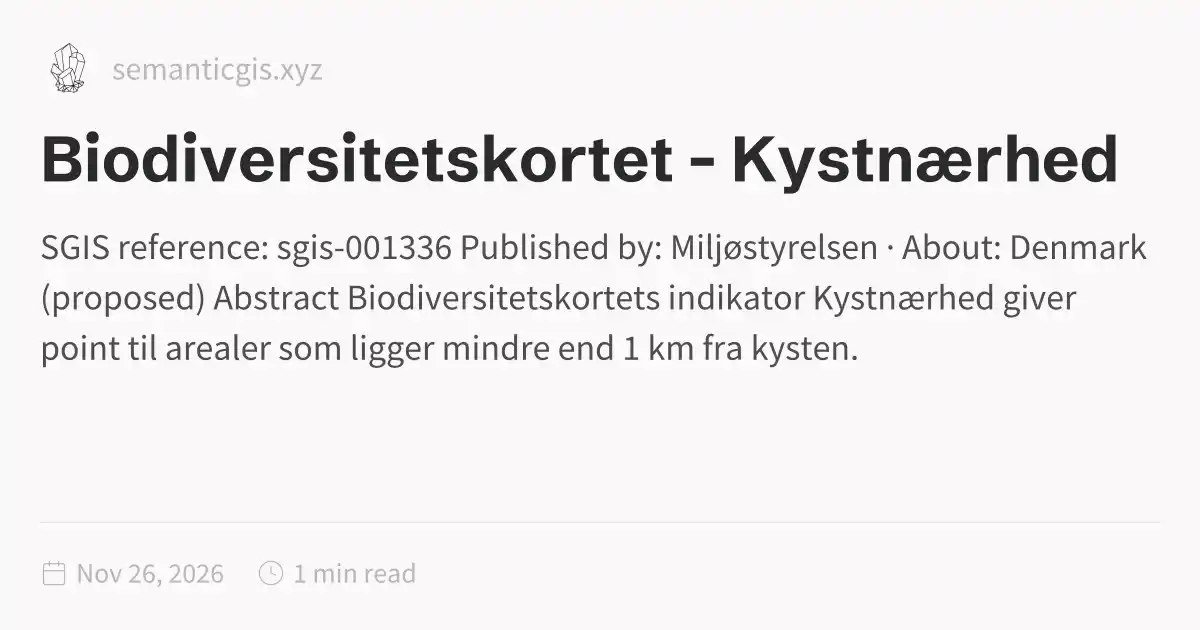 semanticgis.xyz
Biodiversitetskortet - Kystnærhed
SGIS reference: sgis-001336 Published by: Miljøstyrelsen · About: Denmark
(proposed) Abstract Biodiversitetskortets indikator Kystnærhed giver
point til arealer som ligger mindre end 1 km fra kysten.
Nov 26, 2026 1 min read